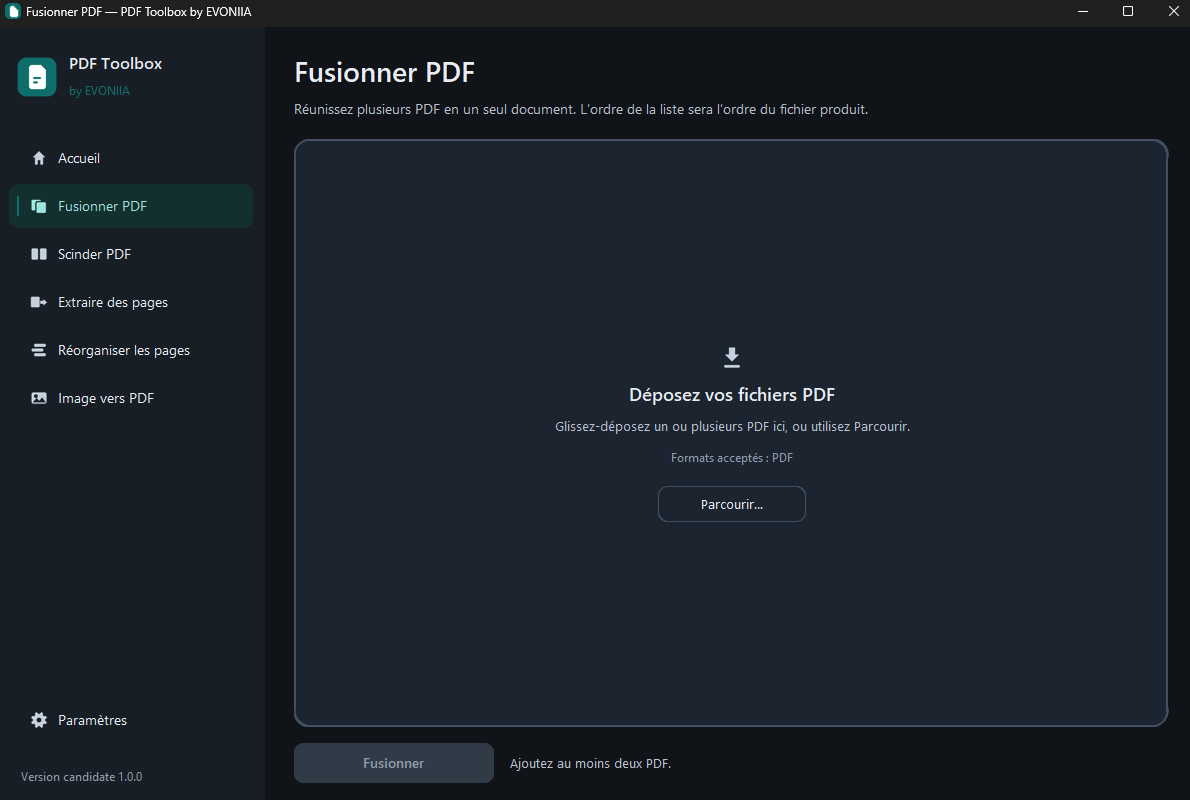 Fusionner PDF — PDF Toolbox by EVONIIA
PDF Toolbox
by EVONIIA
Accueil
Fusionner PDF
Scinder PDF
Extraire des pages
Réorganiser les pages
Image vers PDF
Paramètres
Version candidate 1.0.0
Fusionner PDF
Réunissez plusieurs PDF en un seul document. L’ordre de la liste sera l’ordre du fichier produit.
Déposez vos fichiers PDF
Glissez-déposez un ou plusieurs PDF ici, ou utilisez Parcourir.
Formats acceptés : PDF
Parcourir...
Fusionner
Ajoutez au moins deux PDF.